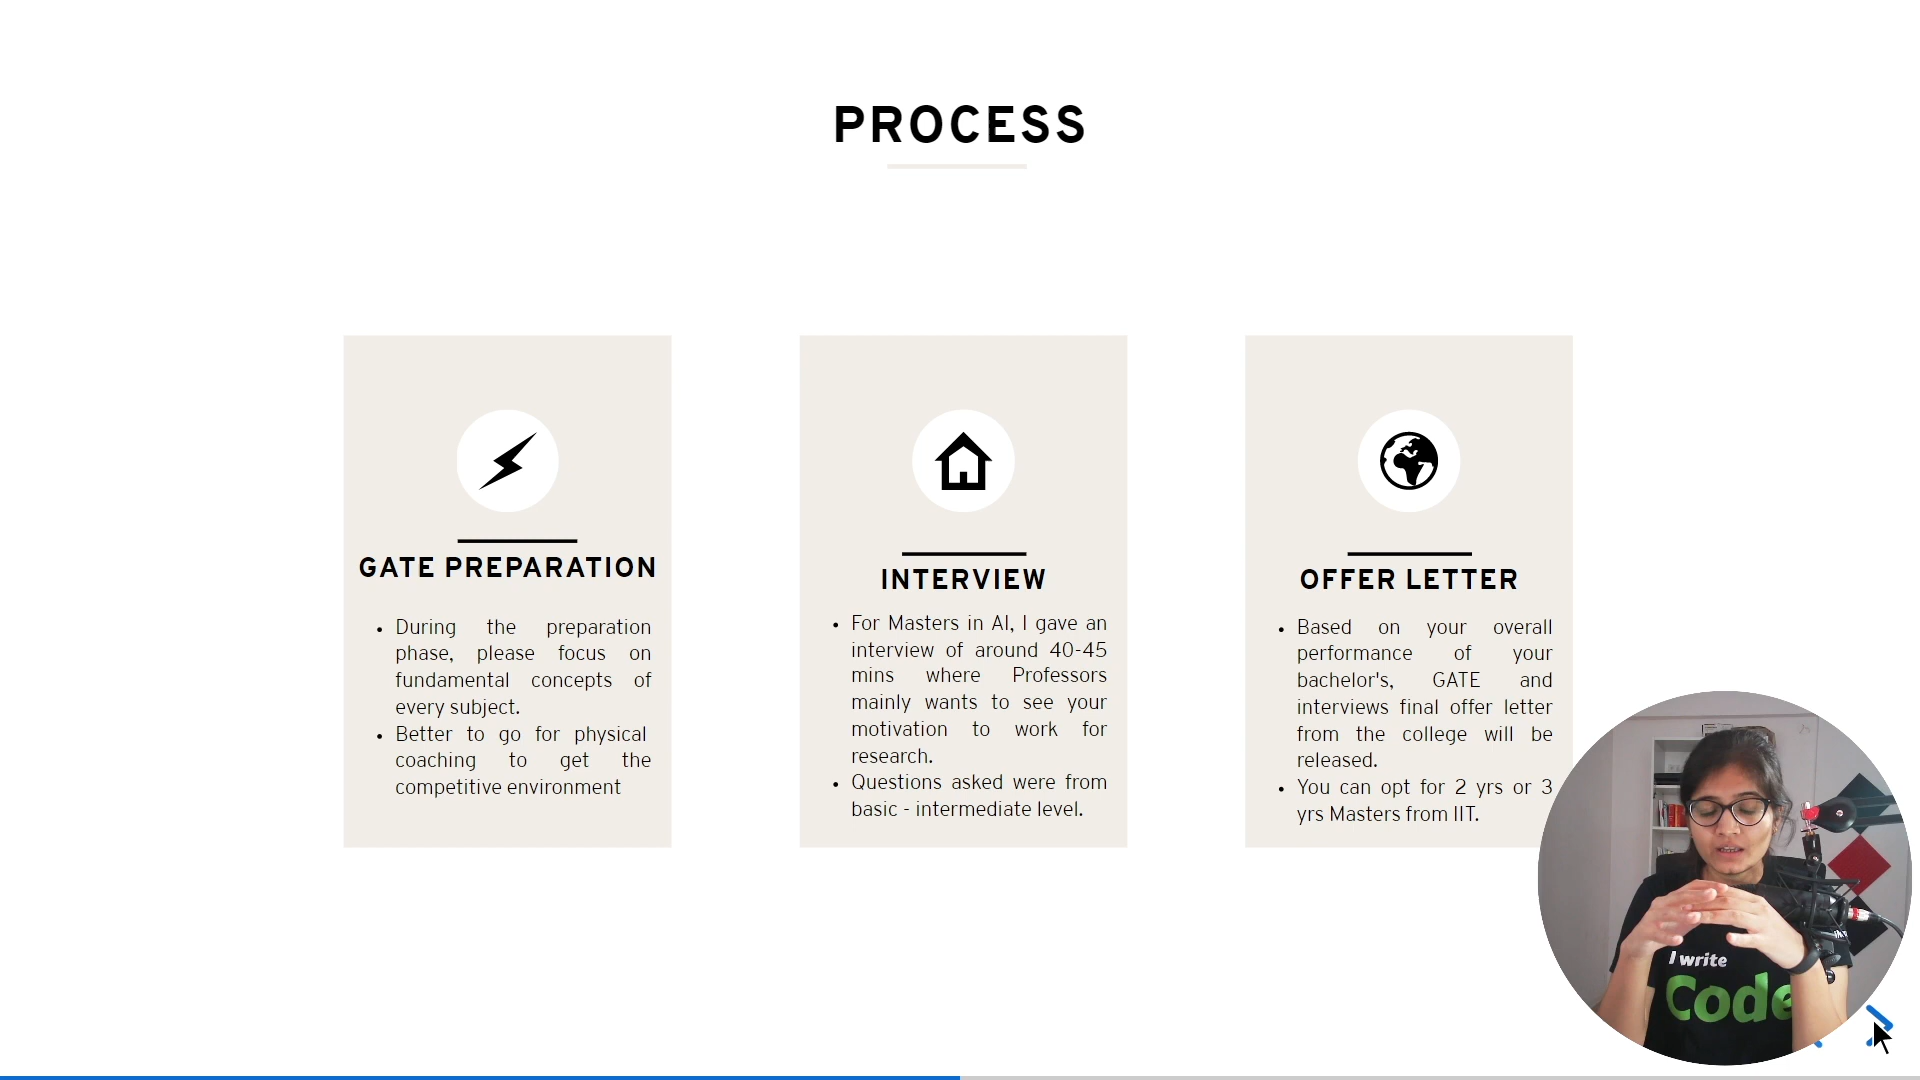 PROCESS
GATE PREPARATION
• During the preparation
phase, please focus on
fundamental concepts of
every subject.
• Better to go for physical
coaching to get the
competitive environment
INTERVIEW
• For Masters in AI, I gave an
interview of around 40-45
mins where Professors
mainly wants to see your
motivation to work for
research.
• Questions asked were from
basic - intermediate level.
OFFER LETTER
• Based on your overall
performance of your
bachelor's, GATE and
interviews final offer letter
from the college will be
released.
• You can opt for 2 yrs or 3
yrs Masters from IIT.
I write
Code